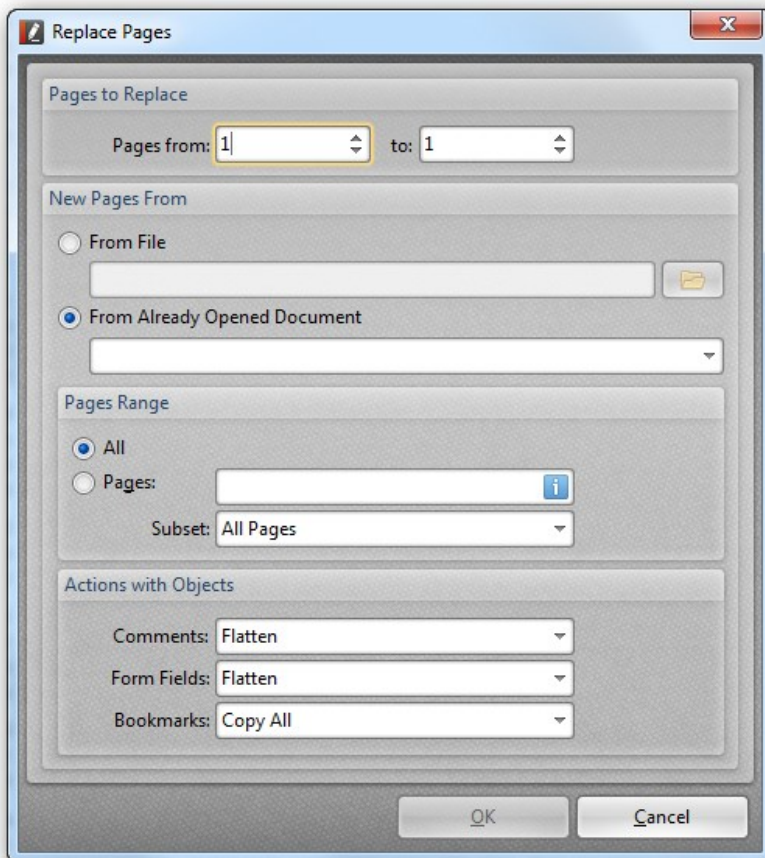 Replace Pages
Pages to Replace
Pages from: 1 to: 1
New Pages From
From File
From Already Opened Document
Pages Range
All
Pages: i
Subset: All Pages
Actions with Objects
Comments: Flatten
Form Fields: Flatten
Bookmarks: Copy All
OK Cancel